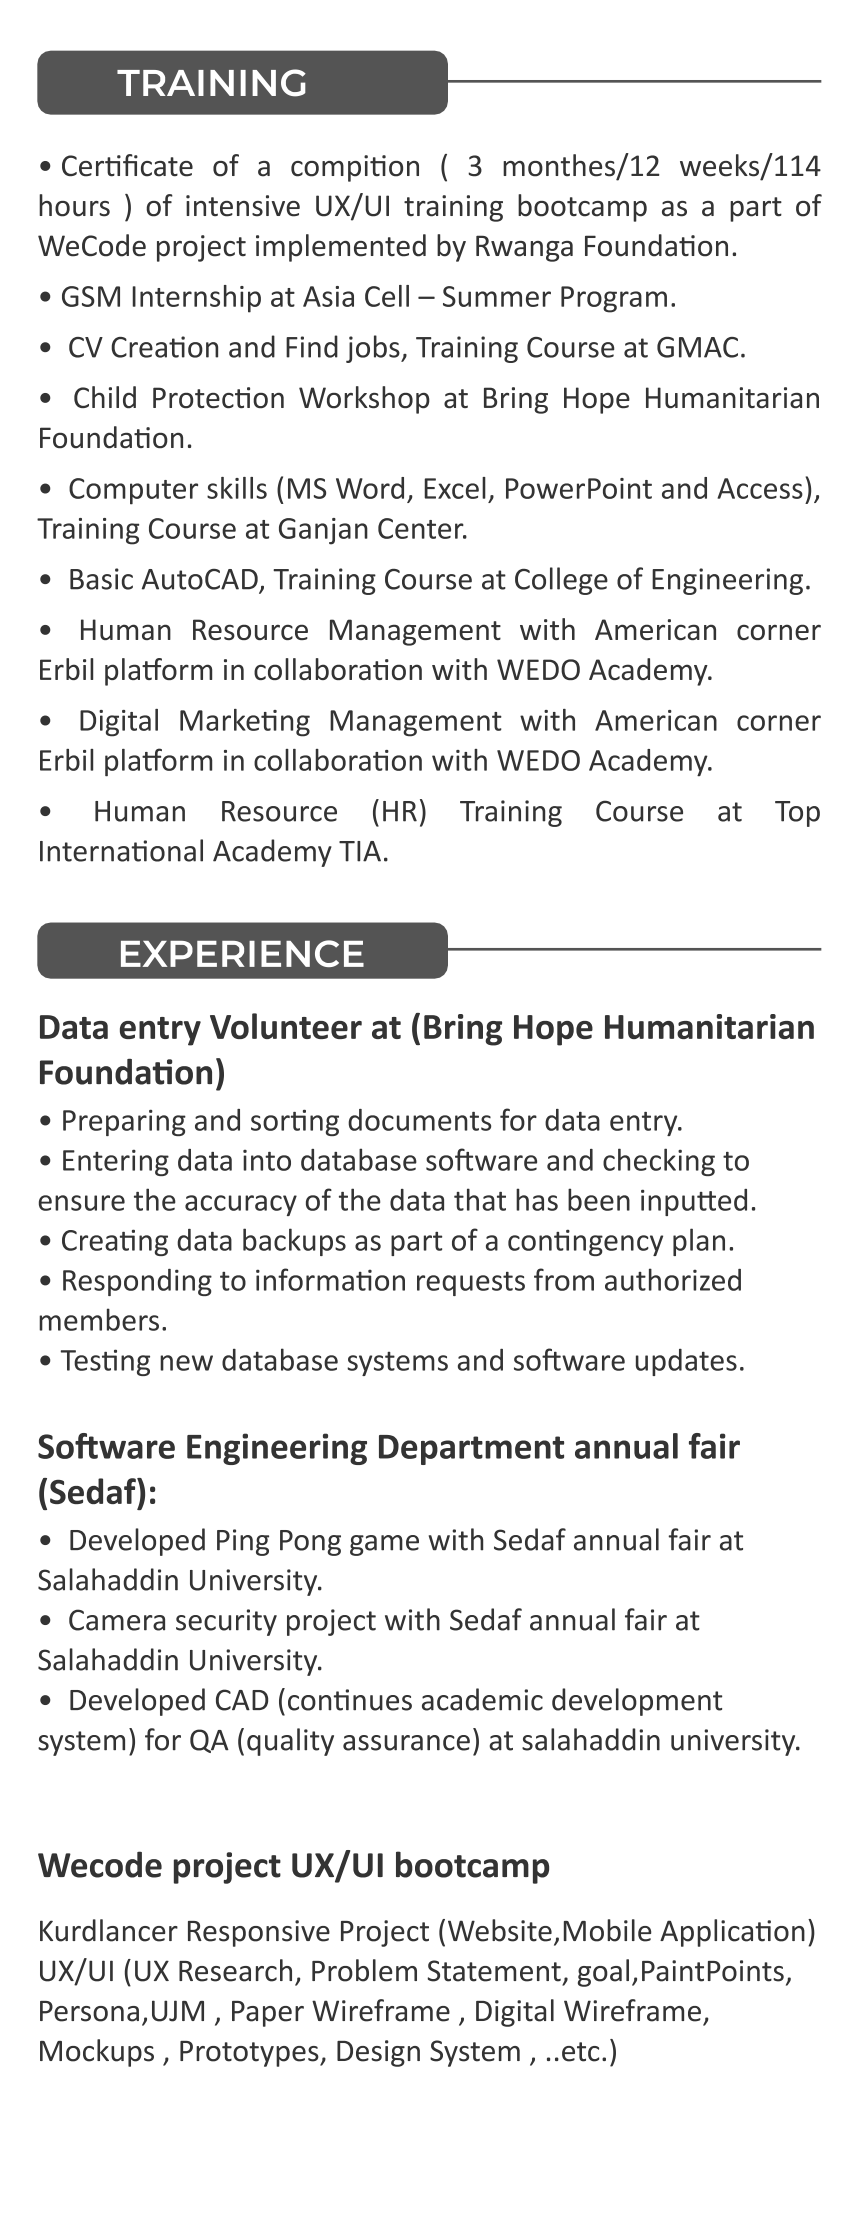 TRAINING
• Certificate of a compition ( 3 monthes/12 weeks/114
hours ) of intensive UX/UI training bootcamp as a part of
WeCode project implemented by Rwanga Foundation.
• GSM Internship at Asia Cell – Summer Program.
• CV Creation and Find jobs, Training Course at GMAC.
• Child Protection Workshop at Bring Hope Humanitarian
Foundation.
• Computer skills (MS Word, Excel, PowerPoint and Access),
Training Course at Ganjan Center.
• Basic AutoCAD, Training Course at College of Engineering.
• Human Resource Management with American corner
Erbil platform in collaboration with WEDO Academy.
• Digital Marketing Management with American corner
Erbil platform in collaboration with WEDO Academy.
• Human Resource (HR) Training Course at Top
International Academy TIA.
EXPERIENCE
Data entry Volunteer at (Bring Hope Humanitarian
Foundation)
• Preparing and sorting documents for data entry.
• Entering data into database software and checking to
ensure the accuracy of the data that has been inputted.
• Creating data backups as part of a contingency plan.
• Responding to information requests from authorized
members.
• Testing new database systems and software updates.
Software Engineering Department annual fair
(Sedaf):
• Developed Ping Pong game with Sedaf annual fair at
Salahaddin University.
• Camera security project with Sedaf annual fair at
Salahaddin University.
• Developed CAD (continues academic development
system) for QA (quality assurance) at salahaddin university.
Wecode project UX/UI bootcamp
Kurdlancer Responsive Project (Website,Mobile Application)
UX/UI (UX Research, Problem Statement, goal,PaintPoints,
Persona,UJM , Paper Wireframe , Digital Wireframe,
Mockups , Prototypes, Design System , ..etc.)